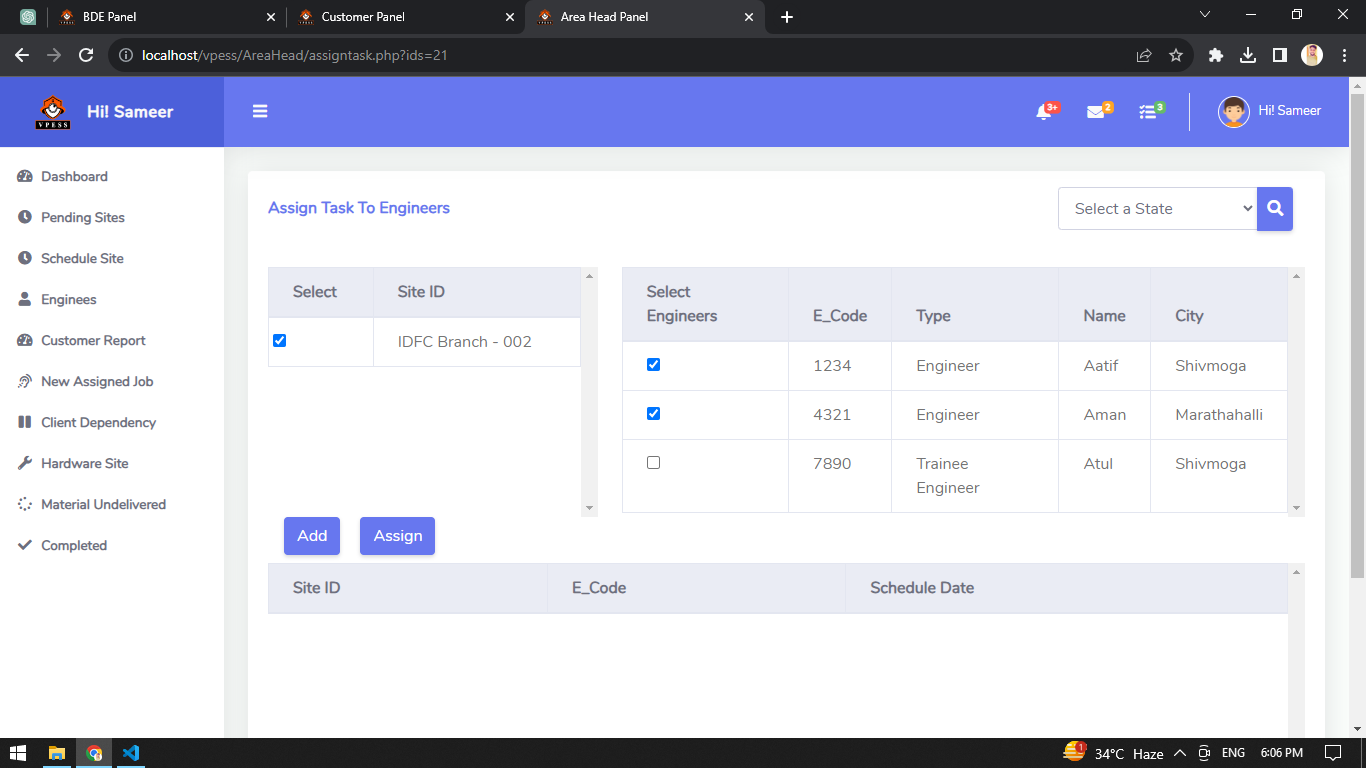 BDE Panel
Customer Panel
Area Head Panel
localhost/vpess/AreaHead/assigntask.php?ids=21
VPESS
Hi! Sameer
3+
2
3
Hi! Sameer
Dashboard
Pending Sites
Schedule Site
Enginees
Customer Report
New Assigned Job
Client Dependency
Hardware Site
Material Undelivered
Completed
Assign Task To Engineers
Select a State
Select Site ID
IDFC Branch - 002
Select
Engineers E_Code Type Name City
1234 Engineer Aatif Shivmoga
4321 Engineer Aman Marathahalli
7890 Trainee Atul Shivmoga
Engineer
Add Assign
Site ID E_Code Schedule Date
1 34°C Haze ENG 6:06 PM